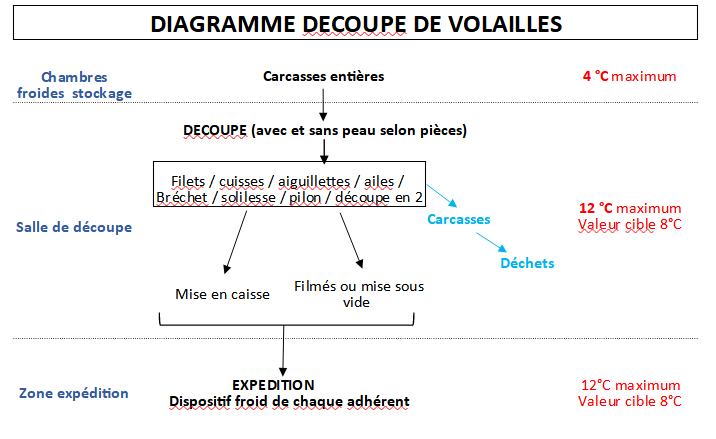 DIAGRAMME DECOUPE DE VOLAILLES
Chambres
froides stockage
Carcasses entières
4 °C maximum
DECOUPE (avec et sans peau selon pièces)
Filets / cuisses / aiguillettes / ailes /
Bréchet / solilesse / pilon / découpe en 2
Carcasses
Déchets
Salle de découpe
12 °C maximum
Valeur cible 8°C
Mise en caisse
Filmés ou mise sous
vide
Zone expédition
EXPEDITION
Dispositif froid de chaque adhérent
12°C maximum
Valeur cible 8°C